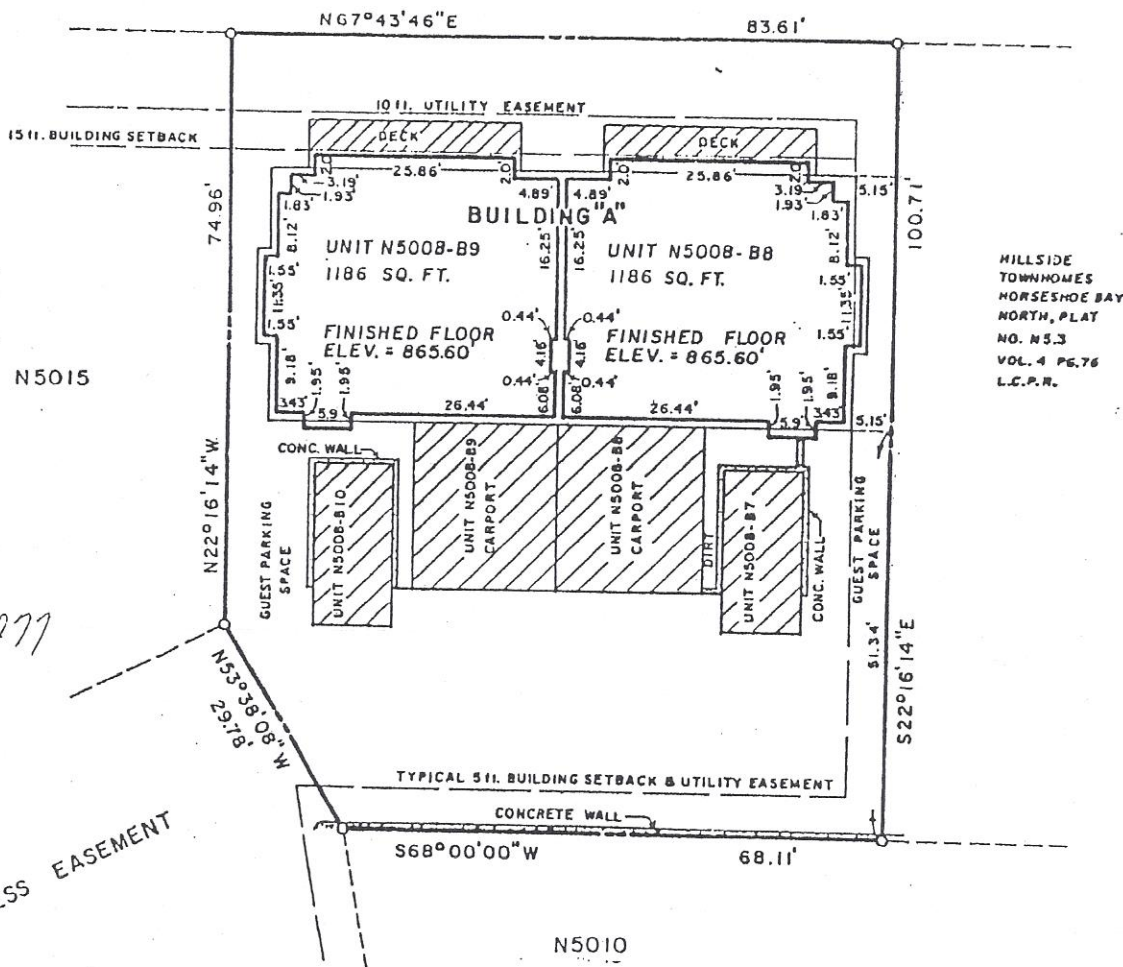 N67°43'46"E
83.61'
10 ft. UTILITY EASEMENT
15 ft. BUILDING SETBACK
DECK
DECK
2.0'
25.86'
2.0'
2.0'
25.86'
2.0'
3.19'
1.93'
1.83'
4.89'
4.89'
3.19'
1.93'
1.83'
5.15'
74.96'
100.71'
BUILDING "A"
8.12'
16.25'
16.25'
8.12'
UNIT N5008-B9
1186 SQ. FT.
UNIT N5008-B8
1186 SQ. FT.
HILLSIDE
TOWNHOMES
HORSESHOE BAY
NORTH, PLAT
NO. N5.3
VOL. 4 PG.76
L.C.P.R.
1.55'
11.35'
1.55'
1.55'
11.35'
1.55'
0.44'
0.44'
4.16'
4.16'
0.44'
0.44'
FINISHED FLOOR
ELEV. = 865.60'
FINISHED FLOOR
ELEV. = 865.60'
N5015
9.18'
1.95'
1.95'
6.08'
6.08'
1.95'
1.95'
9.18'
3.43'
5.9'
26.44'
26.44'
5.9'
3.43'
5.15'
CONC. WALL
N22°16'14"W
GUEST PARKING
SPACE
UNIT N5008-B10
UNIT N5008-B9
CARPORT
UNIT N5008-B8
CARPORT
DIRT
UNIT N5008-B7
CONC. WALL
GUEST PARKING
SPACE
51.34'
S22°16'14"E
N53°38'08"W
29.78'
TYPICAL 5 ft. BUILDING SETBACK & UTILITY EASEMENT
CONCRETE WALL
S68°00'00"W
68.11'
EASEMENT
N5010